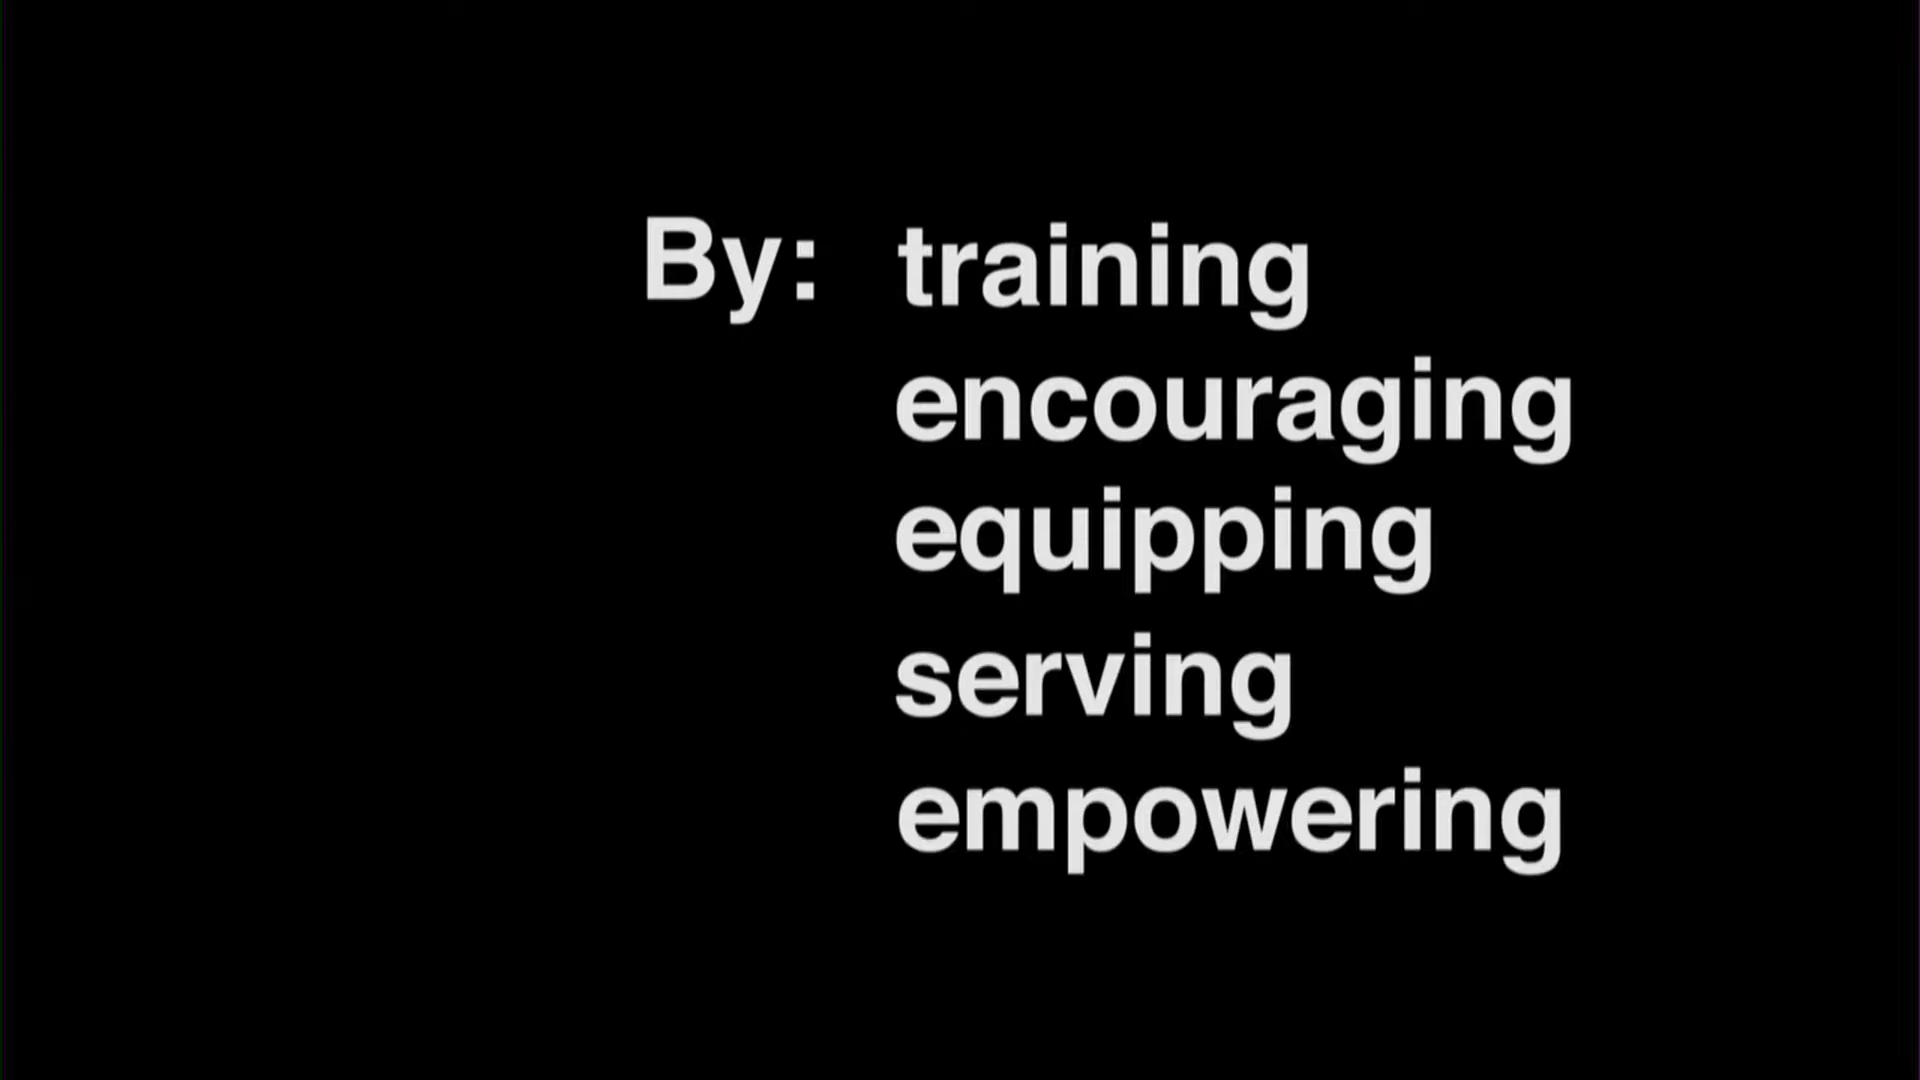 By: training
encouraging
equipping
serving
empowering